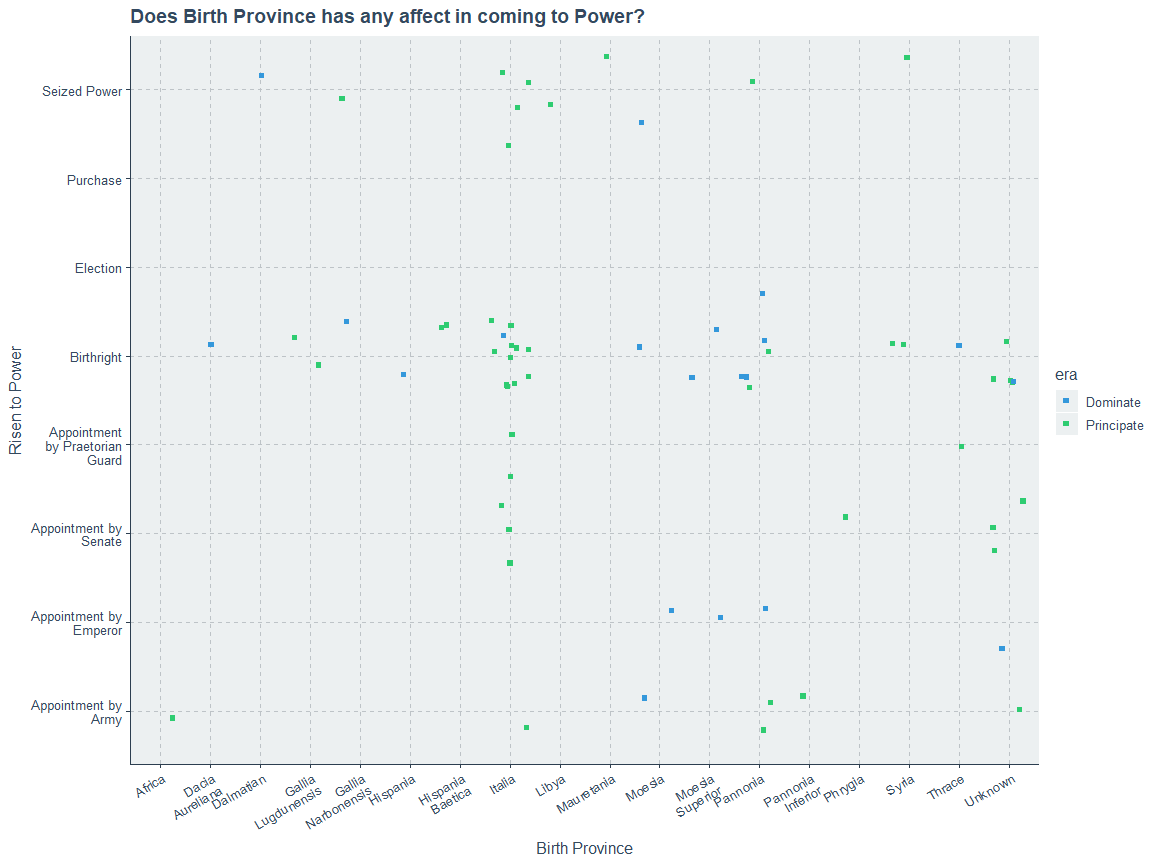 Does Birth Province has any affect in coming to Power?
Risen to Power
Seized Power
Purchase
Election
Birthright
Appointment
by Praetorian
Guard
Appointment by
Senate
Appointment by
Emperor
Appointment by
Army
Africa
Dacia
Aureliana
Dalmatian
Gallia
Lugdunensis
Gallia
Narbonensis
Hispania
Hispania
Baetica
Italia
Libya
Mauretania
Moesia
Moesia
Superior
Pannonia
Pannonia
Inferior
Phrygia
Syria
Thrace
Unknown
Birth Province
era
Dominate
Principate